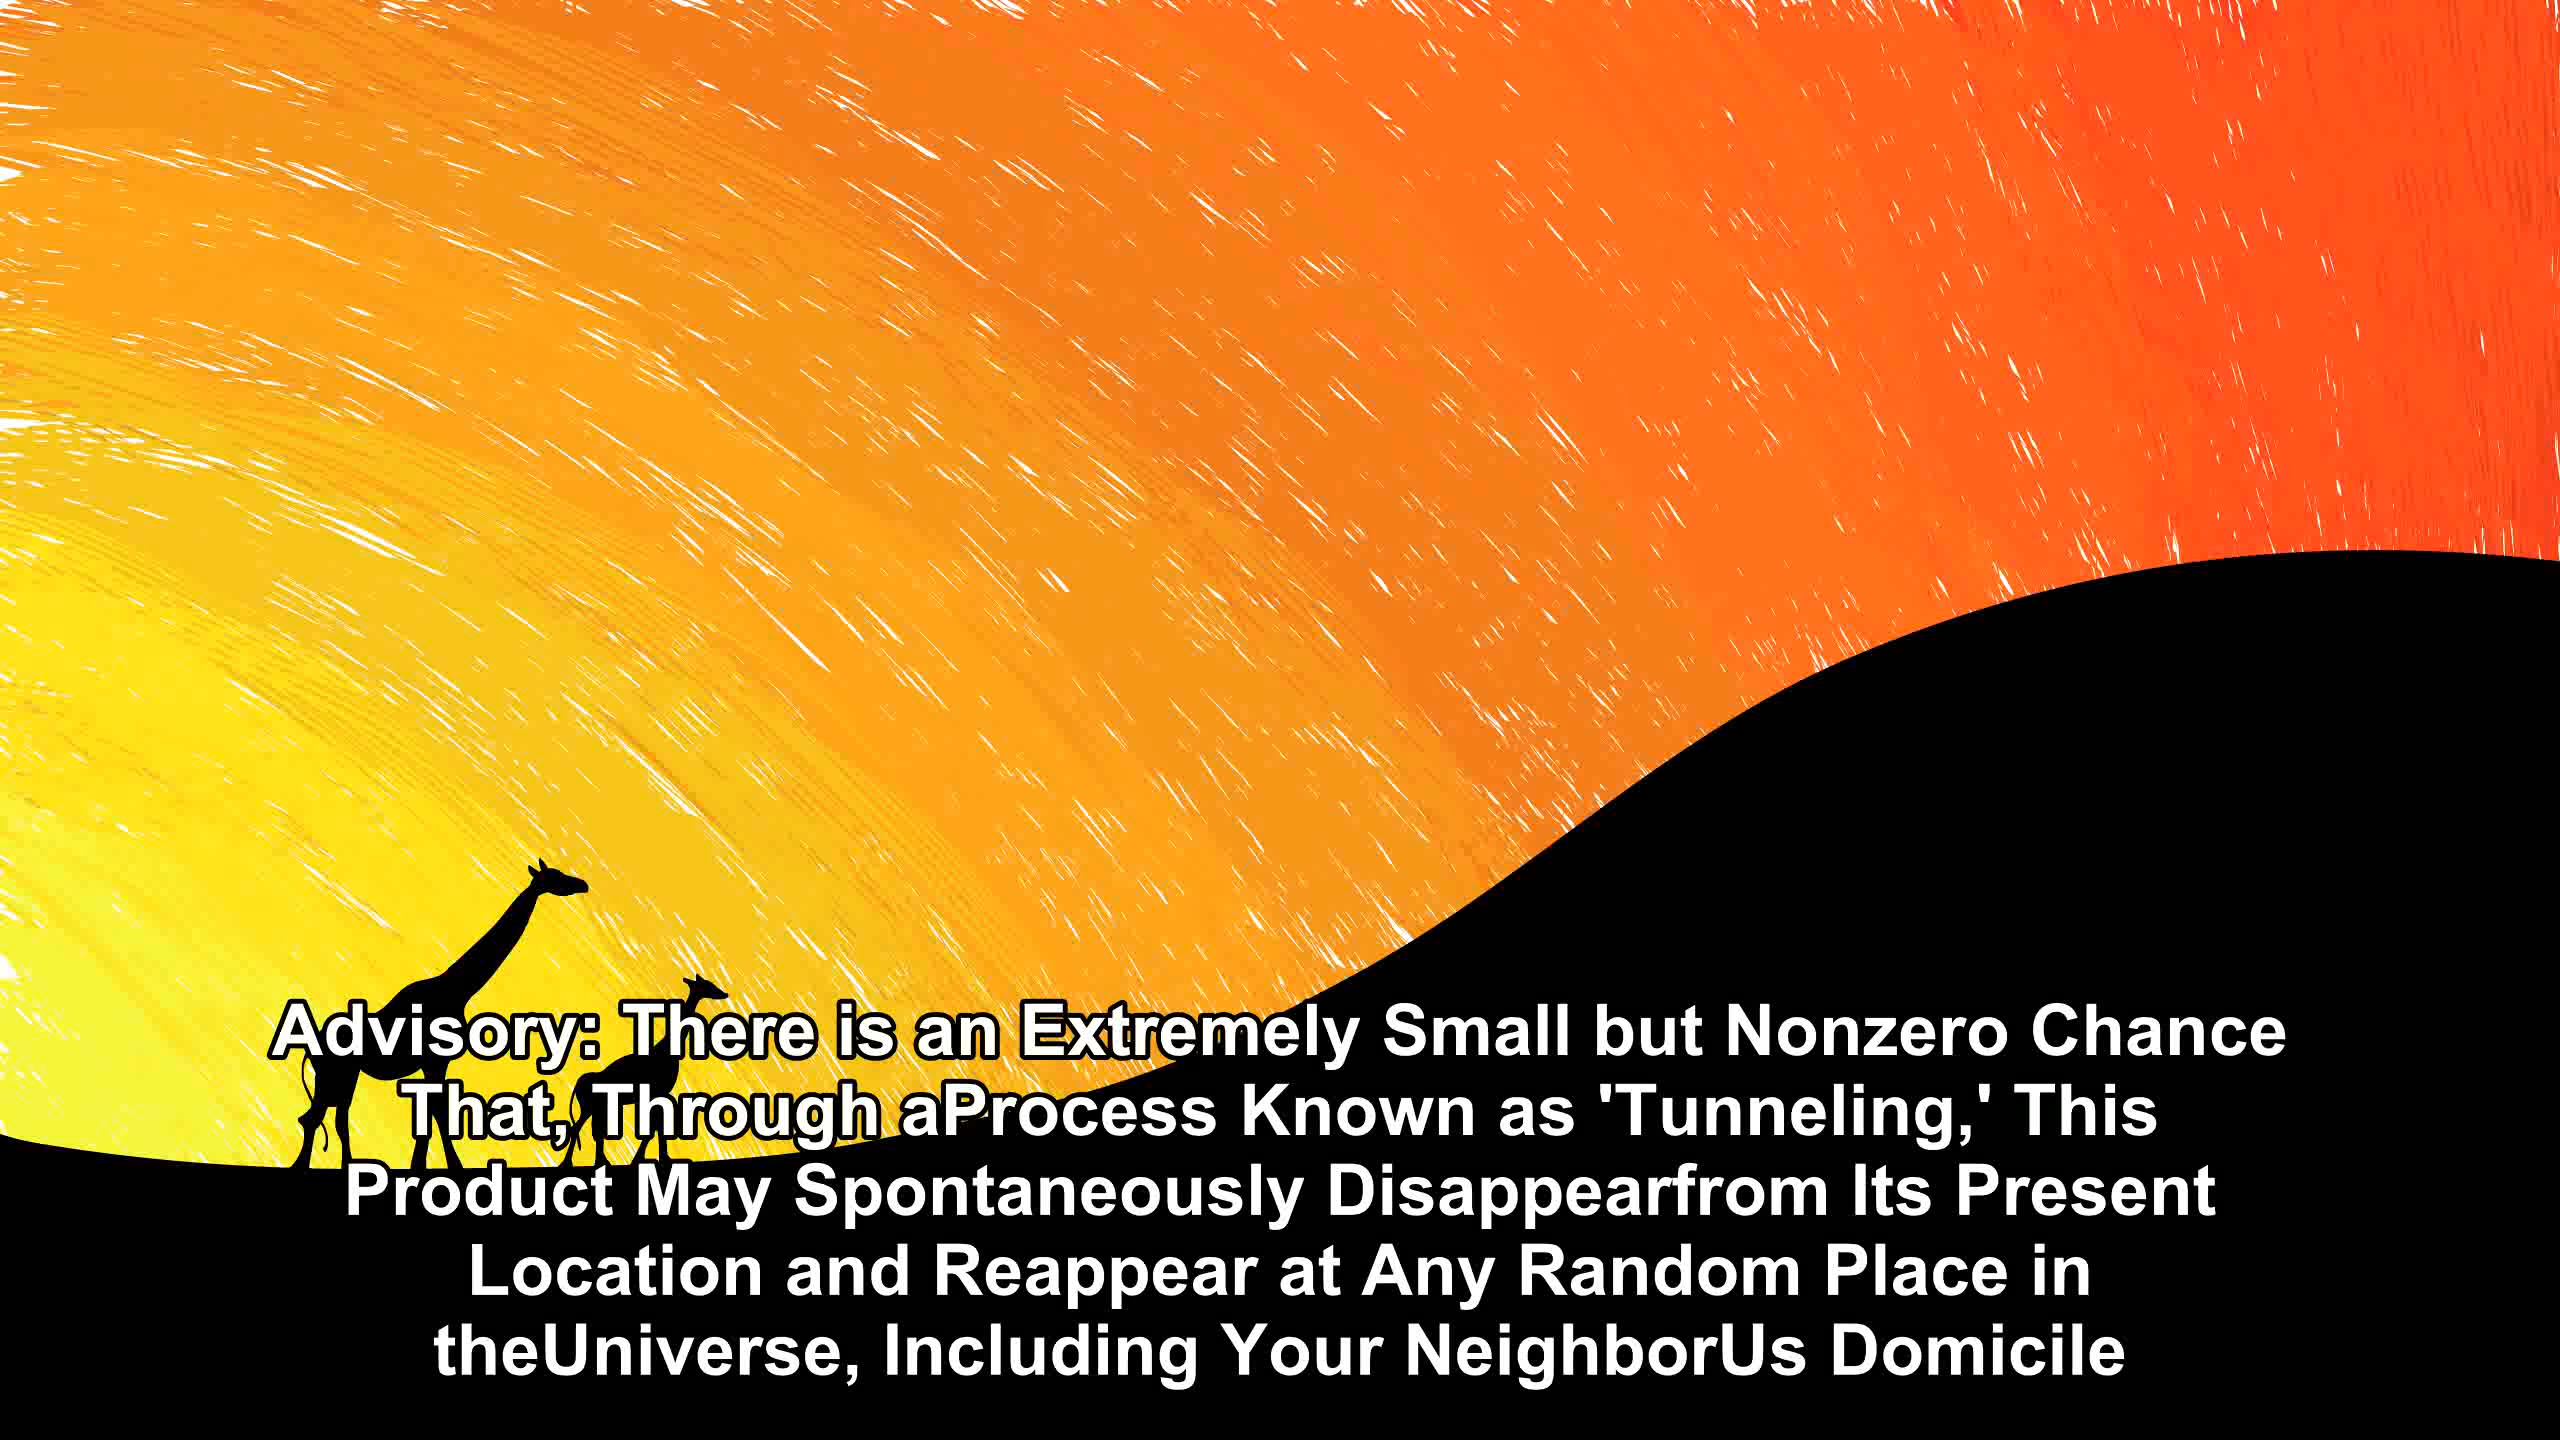 Advisory: There is an Extremely Small but Nonzero Chance
That, Through aProcess Known as 'Tunneling,' This
Product May Spontaneously Disappearfrom Its Present
Location and Reappear at Any Random Place in
theUniverse, Including Your NeighborUs Domicile